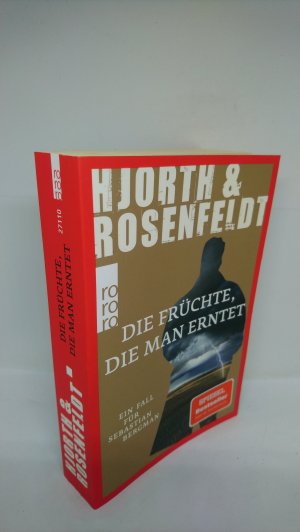 HJORTH &
ROSENFELDT
ro
ro
ro
DIE FRÜCHTE,
DIE MAN ERNTET
EIN FALL
FÜR
SEBASTIAN
BERGMAN
SPIEGEL
Bestseller
27110
DIE FRÜCHTE,
DIE MAN ERNTET
HJORTH &
ROSENFELDT